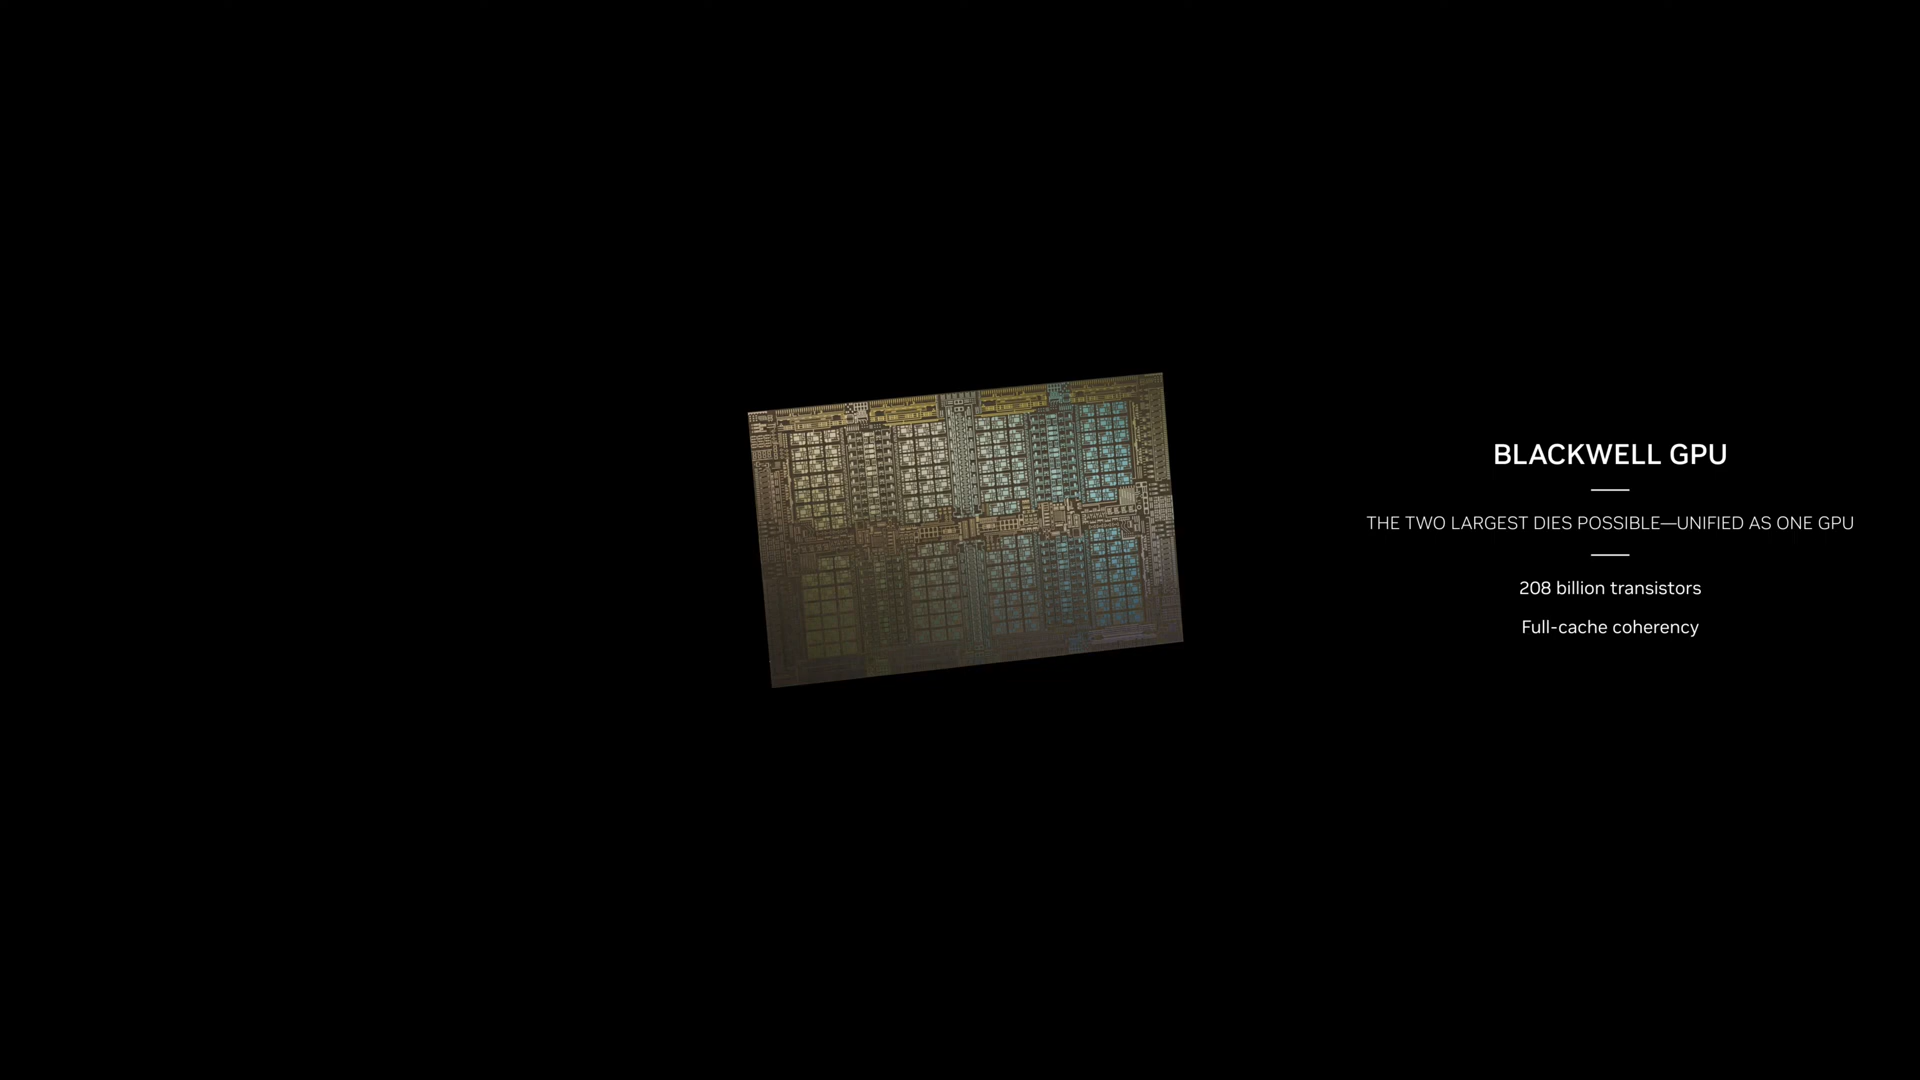 BLACKWELL GPU
THE TWO LARGEST DIES POSSIBLE—UNIFIED AS ONE GPU
208 billion transistors
Full-cache coherency